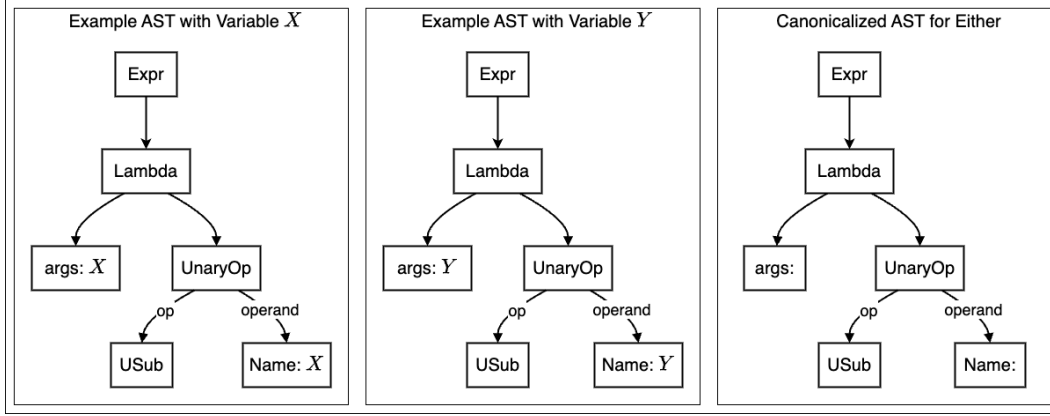 Example AST with Variable X
Expr
Lambda
args: X
UnaryOp
op
operand
USub
Name: X
Example AST with Variable Y
Expr
Lambda
args: Y
UnaryOp
op
operand
USub
Name: Y
Canonicalized AST for Either
Expr
Lambda
args:
UnaryOp
op
operand
USub
Name: